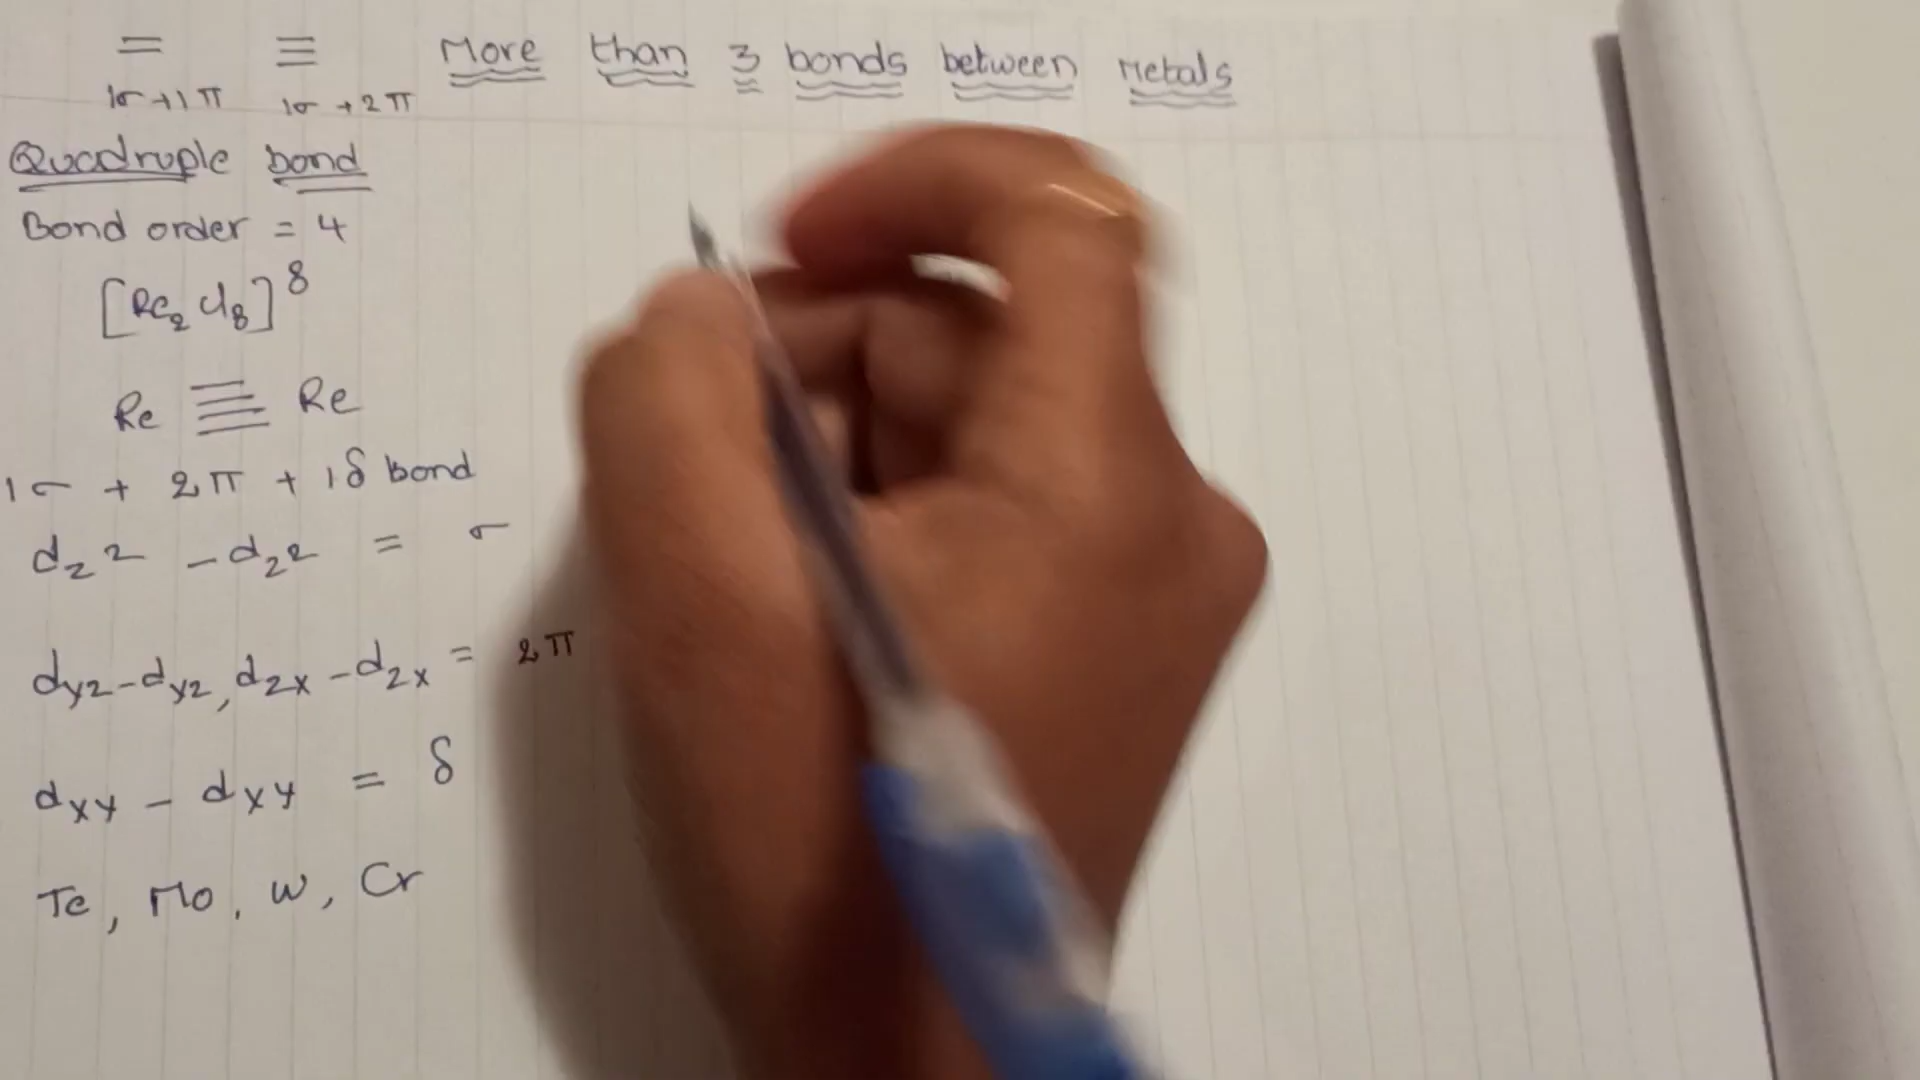 = ≡ More than 3 bonds between Metals
1σ+1π 1σ+2π
Quadruple bond
Bond order = 4
[Re₂Cl₈]⁸
Re ≣ Re
1σ + 2π + 1δ bond
dz² - dz² = σ
dyz-dyz, dzx-dzx = 2π
dxy - dxy = δ
Tc, Mo, W, Cr